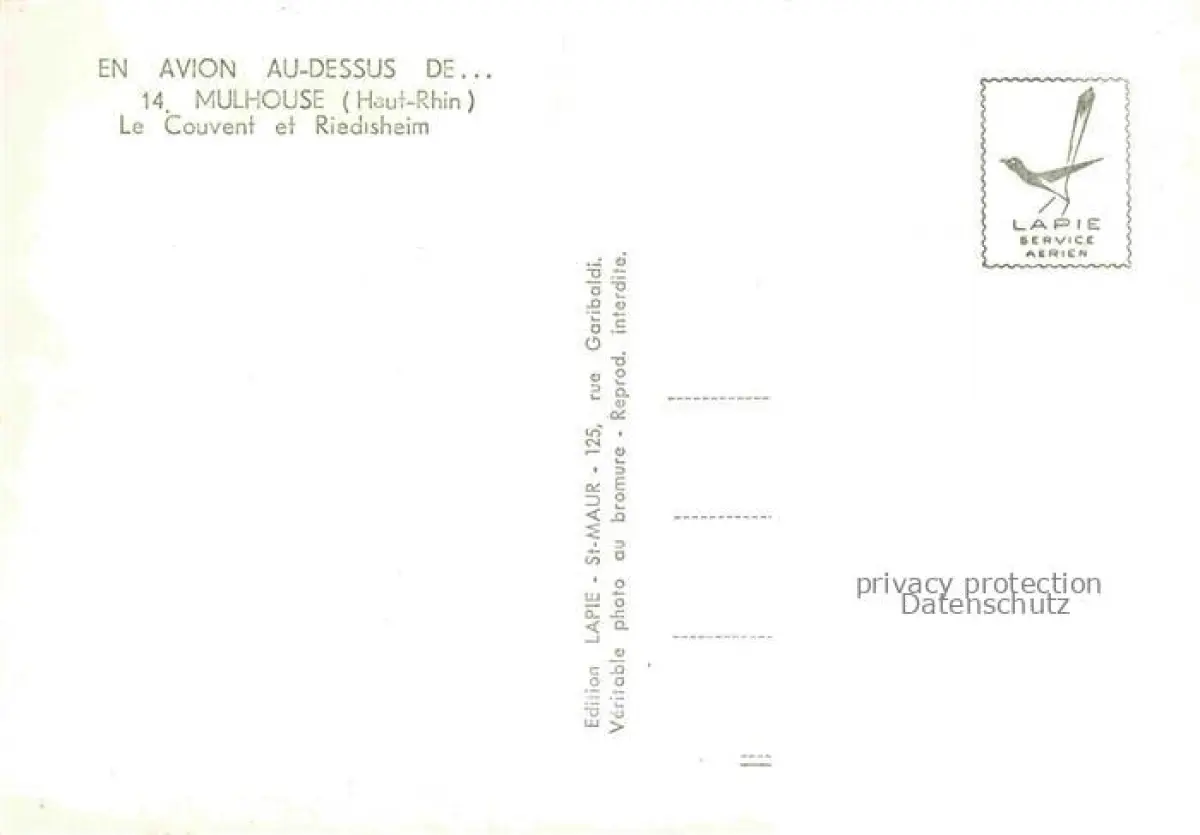 EN AVION AU-DESSUS DE...
14. MULHOUSE (Haut-Rhin)
Le Couvent et Riedisheim
LAPIE
SERVICE
AERIEN
Edition LAPIE - St-MAUR - 125, rue Garibaldi.
Véritable photo au bromure - Reprod. interdite.
privacy protection
Datenschutz